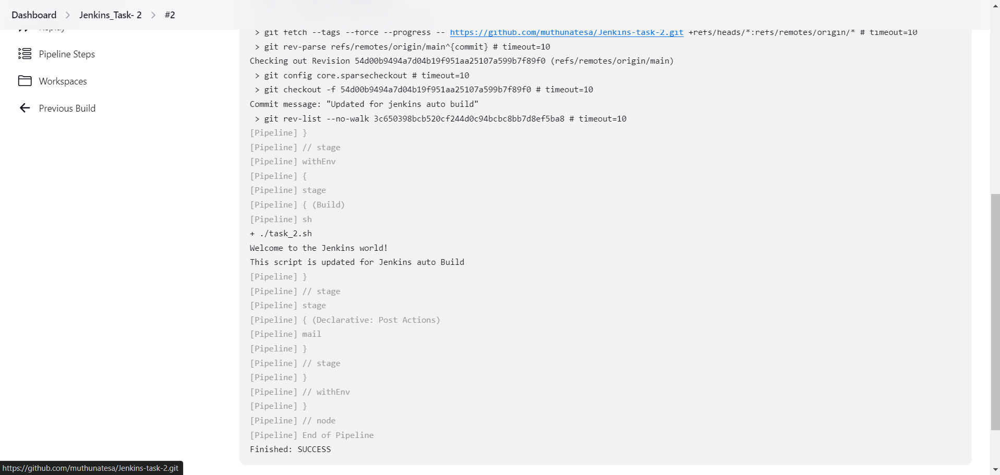 Dashboard > Jenkins_Task- 2 > #2
Replay
Pipeline Steps
Workspaces
Previous Build
> git fetch --tags --force --progress -- https://github.com/muthunatesa/Jenkins-task-2.git +refs/heads/*:refs/remotes/origin/* # timeout=10
> git rev-parse refs/remotes/origin/main^{commit} # timeout=10
Checking out Revision 54d00b9494a7d04b19f951aa25107a599b7f89f0 (refs/remotes/origin/main)
> git config core.sparsecheckout # timeout=10
> git checkout -f 54d00b9494a7d04b19f951aa25107a599b7f89f0 # timeout=10
Commit message: "Updated for jenkins auto build"
> git rev-list --no-walk 3c650398bcb520cf244d0c94bcbc8bb7d8ef5ba8 # timeout=10
[Pipeline] }
[Pipeline] // stage
[Pipeline] withEnv
[Pipeline] {
[Pipeline] stage
[Pipeline] { (Build)
[Pipeline] sh
+ ./task_2.sh
Welcome to the Jenkins world!
This script is updated for Jenkins auto Build
[Pipeline] }
[Pipeline] // stage
[Pipeline] stage
[Pipeline] { (Declarative: Post Actions)
[Pipeline] mail
[Pipeline] }
[Pipeline] // stage
[Pipeline] }
[Pipeline] // withEnv
[Pipeline] }
[Pipeline] // node
[Pipeline] End of Pipeline
Finished: SUCCESS
https://github.com/muthunatesa/Jenkins-task-2.git